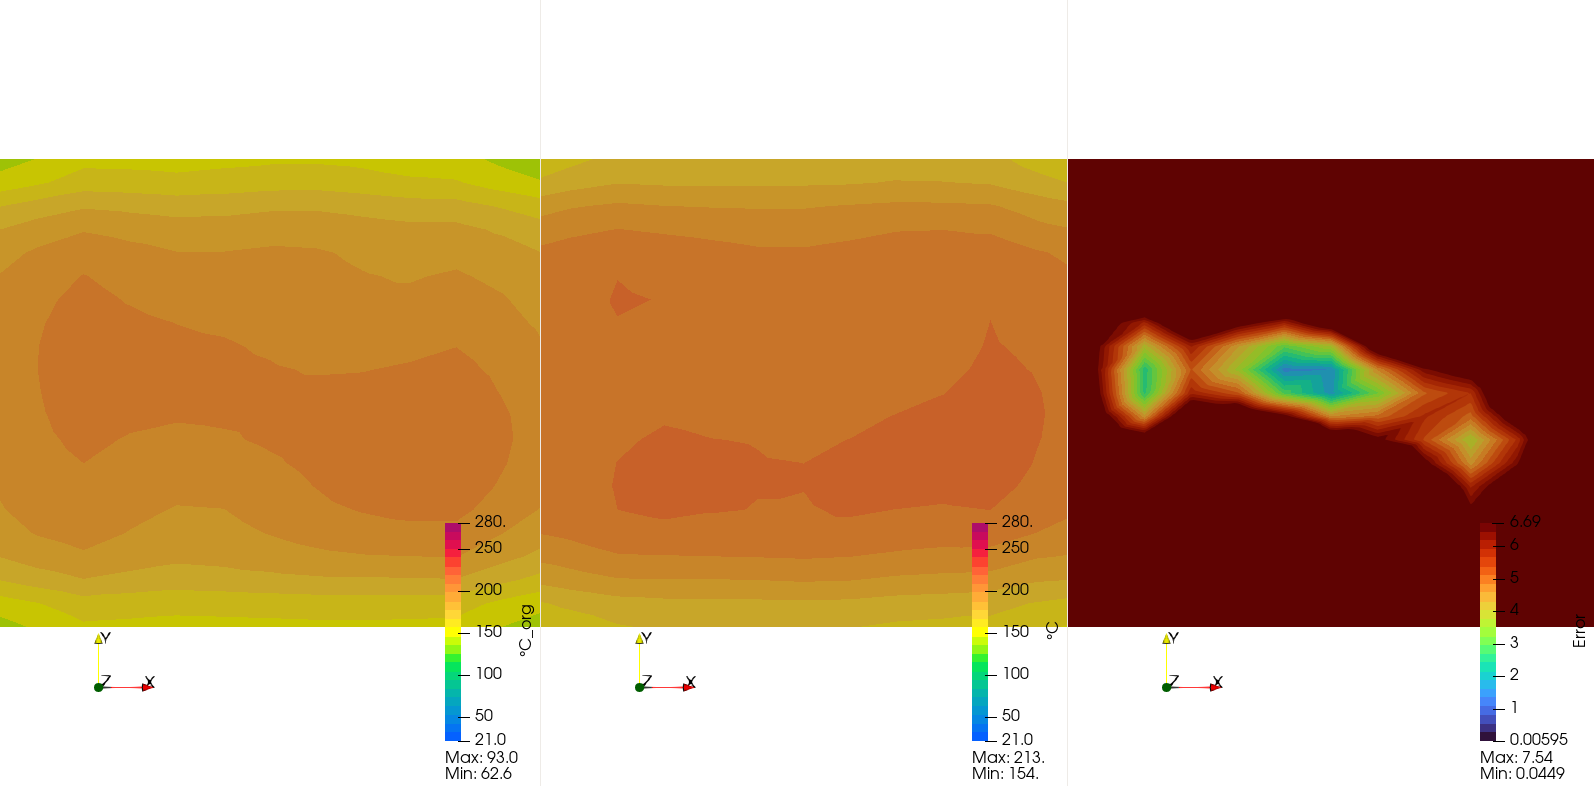 280.
250
200
150
100
50
21.0
°C_org
Max: 93.0
Min: 62.6
Y
Z
X
280.
250
200
150
100
50
21.0
°C
Max: 213.
Min: 154.
Y
Z
X
6.69
6
5
4
3
2
1
0.00595
Error
Max: 7.54
Min: 0.0449
Y
Z
X